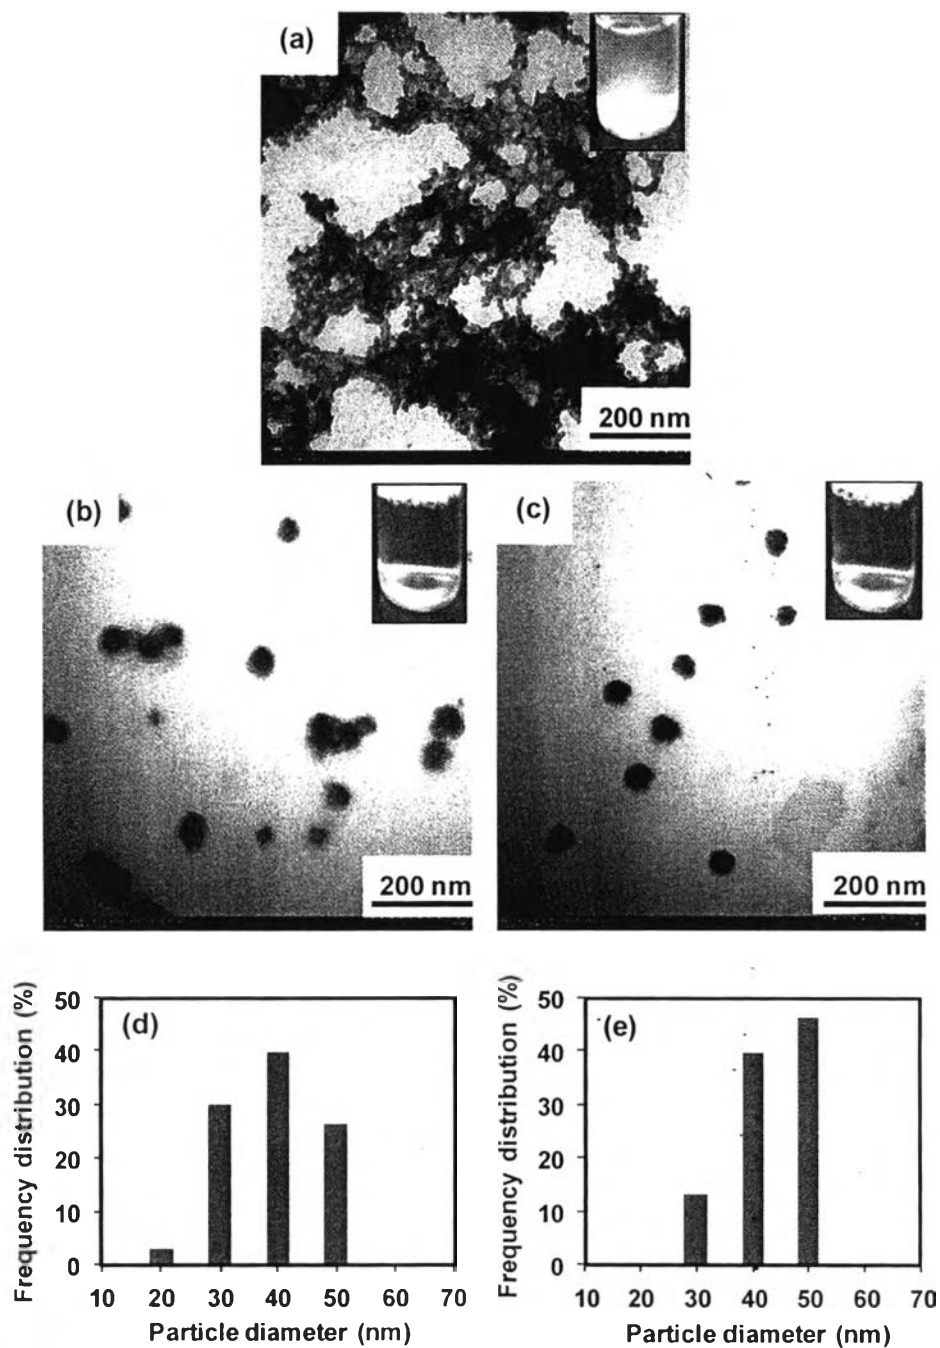 (a)
200 nm
(b)
200 nm
(c)
200 nm
(d)
Frequency distribution (%)
50
40
30
20
10
0
10 20 30 40 50 60 70
Particle diameter (nm)
(e)
Frequency distribution (%)
50
40
30
20
10
0
10 20 30 40 50 60 70
Particle diameter (nm)